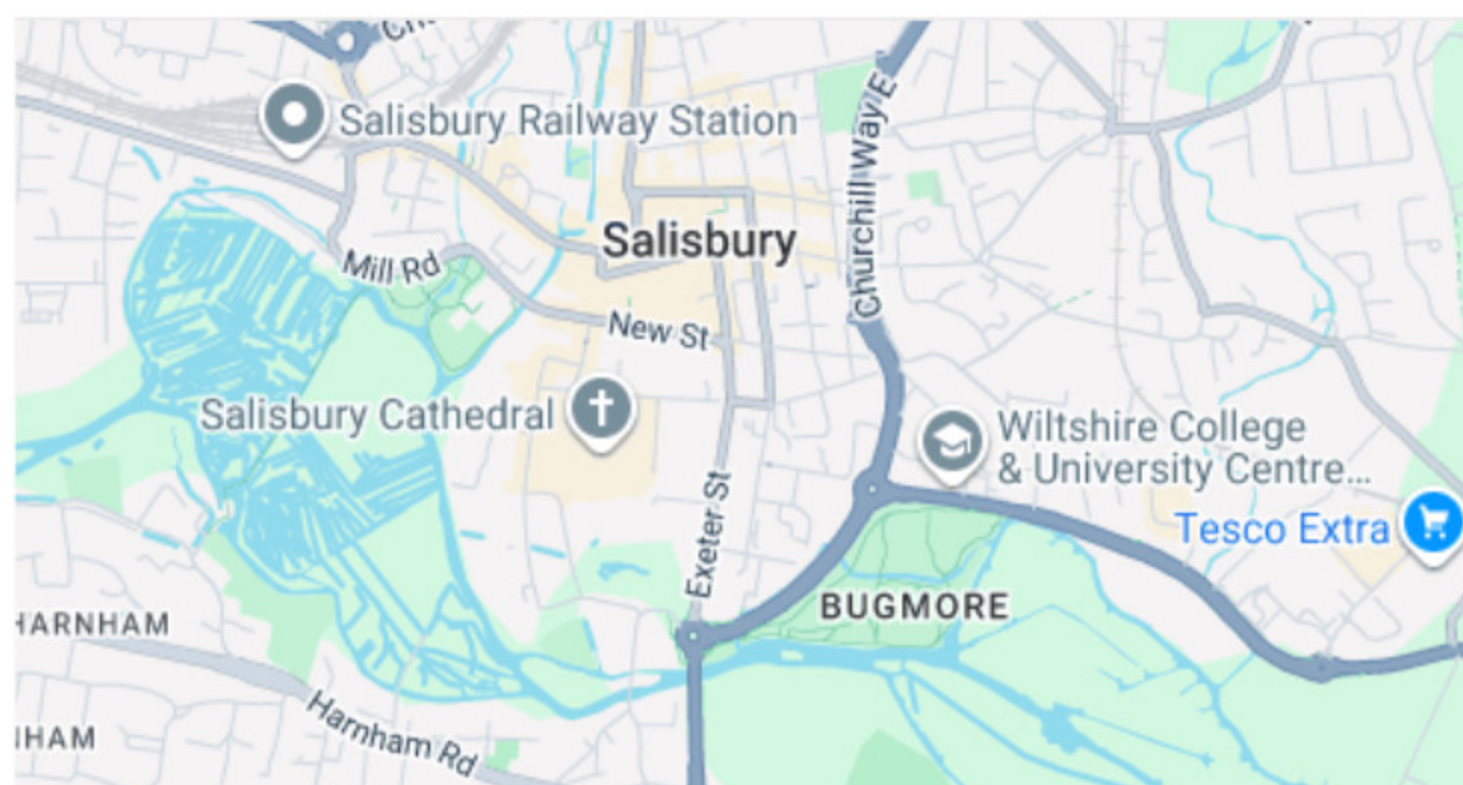 Salisbury Railway Station
Churchill Way E
Salisbury
Mill Rd
New St
Salisbury Cathedral
Wiltshire College
& University Centre...
Exeter St
Tesco Extra
BUGMORE
HARNHAM
Harnham Rd